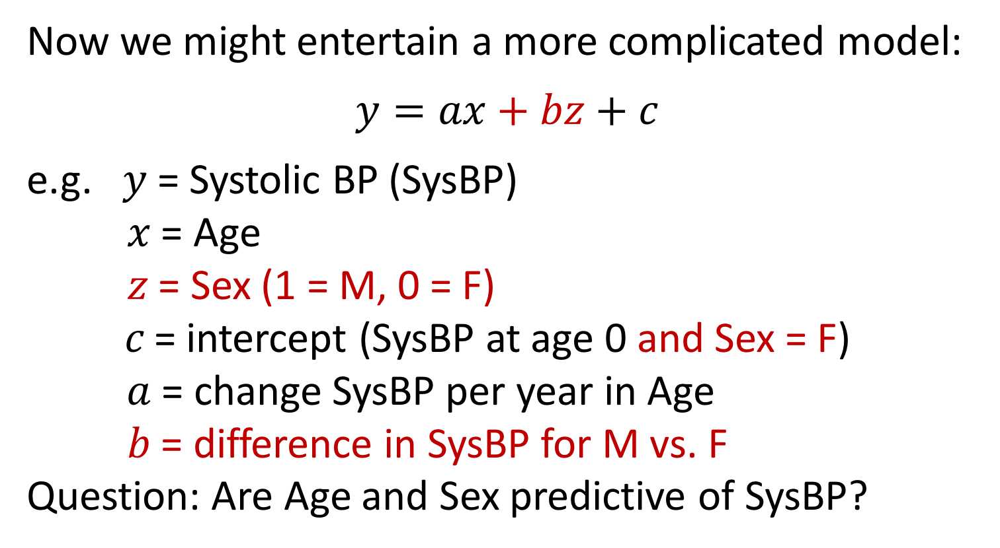 Now we might entertain a more complicated model:
y = ax + bz + c
e.g. y = Systolic BP (SysBP)
x = Age
z = Sex (1 = M, 0 = F)
c = intercept (SysBP at age 0 and Sex = F)
a = change SysBP per year in Age
b = difference in SysBP for M vs. F
Question: Are Age and Sex predictive of SysBP?